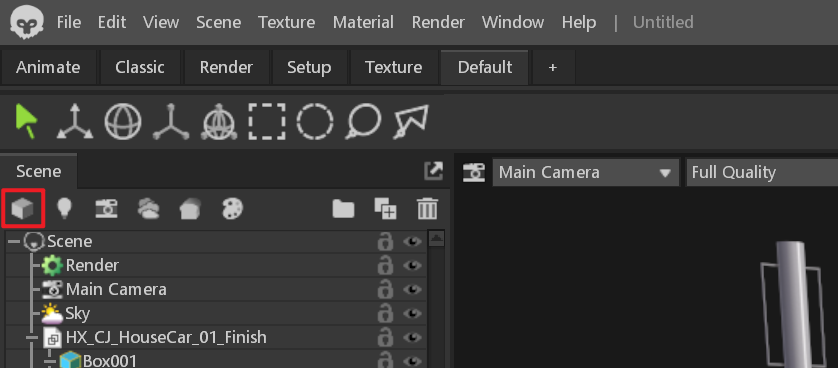 File Edit View Scene Texture Material Render Window Help | Untitled
Animate Classic Render Setup Texture Default +
Scene
Main Camera Full Quality
Scene
Render
Main Camera
Sky
HX_CJ_HouseCar_01_Finish
Box001